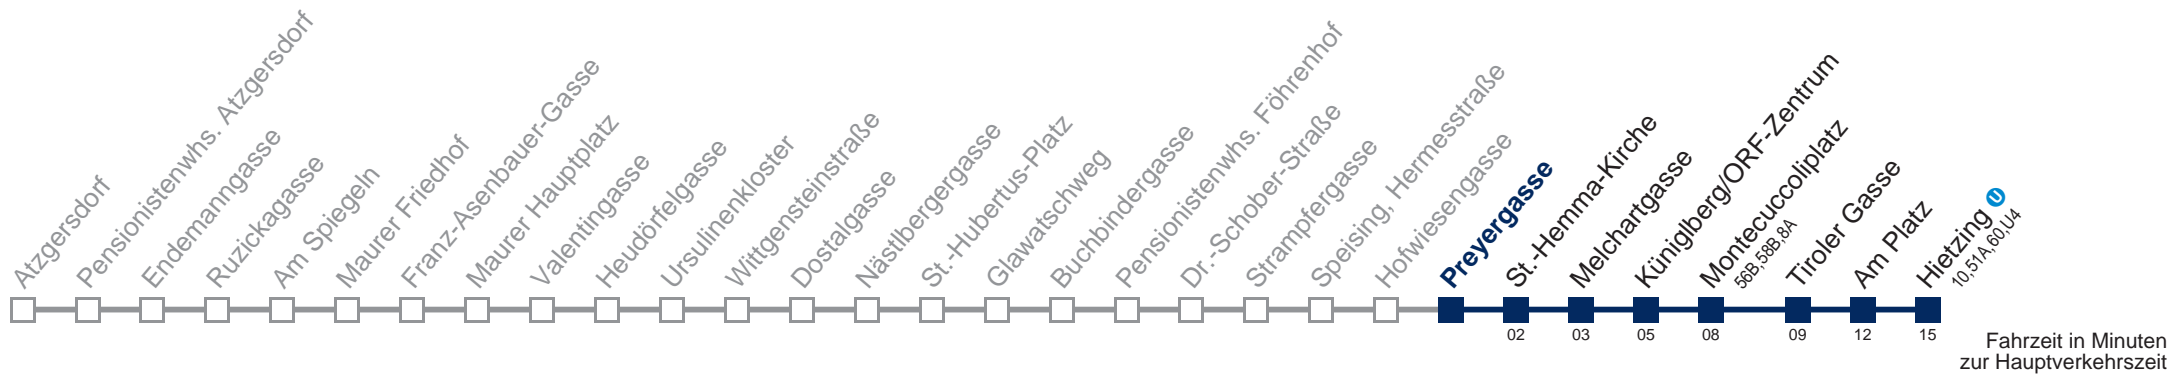 Atzgersdorf
Pensionistenwhs. Atzgersdorf
Endemanngasse
Ruzickagasse
Am Spiegeln
Maurer Friedhof
Franz-Asenbauer-Gasse
Maurer Hauptplatz
Valentingasse
Heudörfelgasse
Ursulinenkloster
Wittgensteinstraße
Dostalgasse
Nästlbergergasse
St.-Hubertus-Platz
Glawatschweg
Buchbindergasse
Pensionistenwhs. Föhrenhof
Dr.-Schober-Straße
Strampfergasse
Speising, Hermesstraße
Hofwiesengasse
Preyergasse
St.-Hemma-Kirche
Melchartgasse
Küniglberg/ORF-Zentrum
Montecuccoliplatz
56B,58B,8A
Tiroler Gasse
Am Platz
Hietzing U
10,51A,60,U4
02 03 05 08 09 12 15
Fahrzeit in Minuten
zur Hauptverkehrszeit